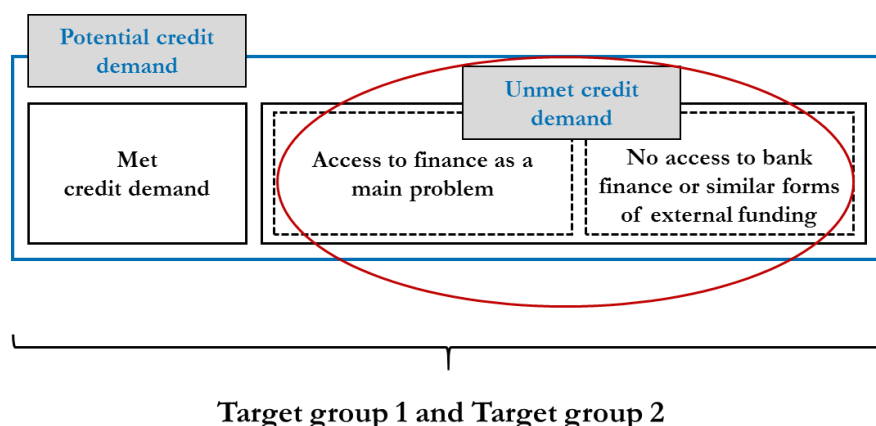 Potential credit
demand
Unmet credit
demand
Met
credit demand
Access to finance as a
main problem
No access to bank
finance or similar forms
of external funding
Target group 1 and Target group 2